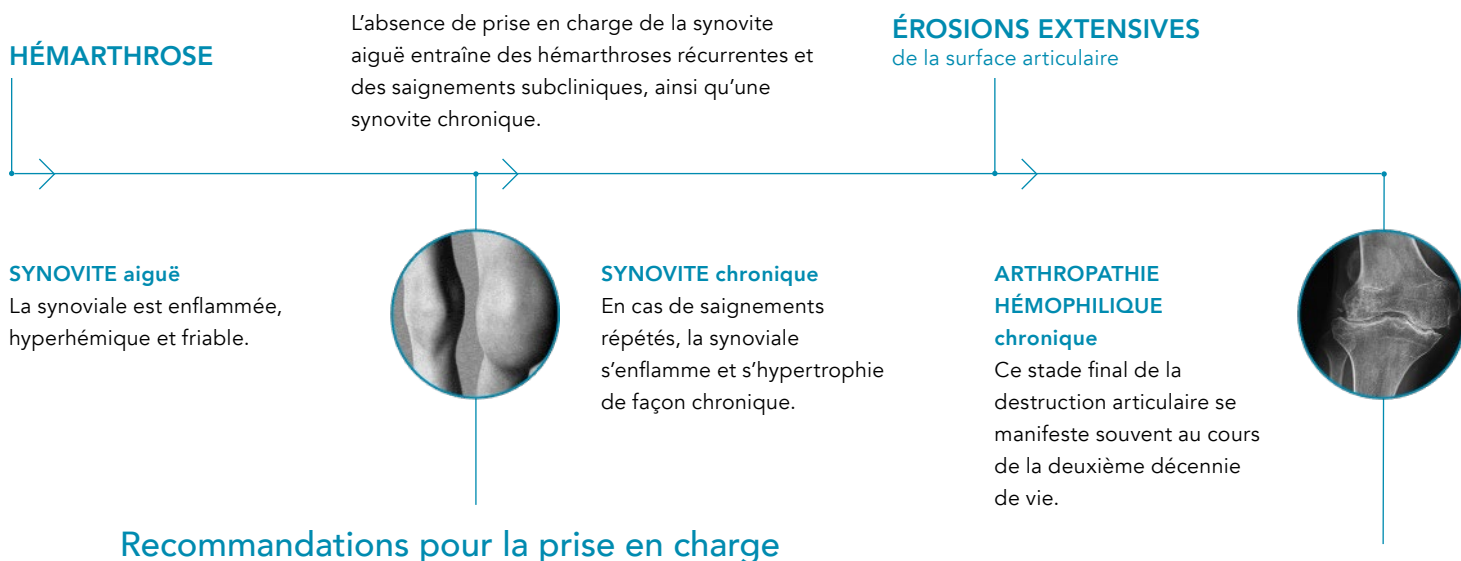 HÉMARTHROSE
L’absence de prise en charge de la synovite
aiguë entraîne des hémarthroses récurrentes et
des saignements subcliniques, ainsi qu’une
synovite chronique.
ÉROSIONS EXTENSIVES
de la surface articulaire
SYNOVITE aiguë
La synoviale est enflammée,
hyperhémique et friable.
SYNOVITE chronique
En cas de saignements
répétés, la synoviale
s’enflamme et s’hypertrophie
de façon chronique.
ARTHROPATHIE
HÉMOPHILIQUE
chronique
Ce stade final de la
destruction articulaire se
manifeste souvent au cours
de la deuxième décennie
de vie.
Recommandations pour la prise en charge